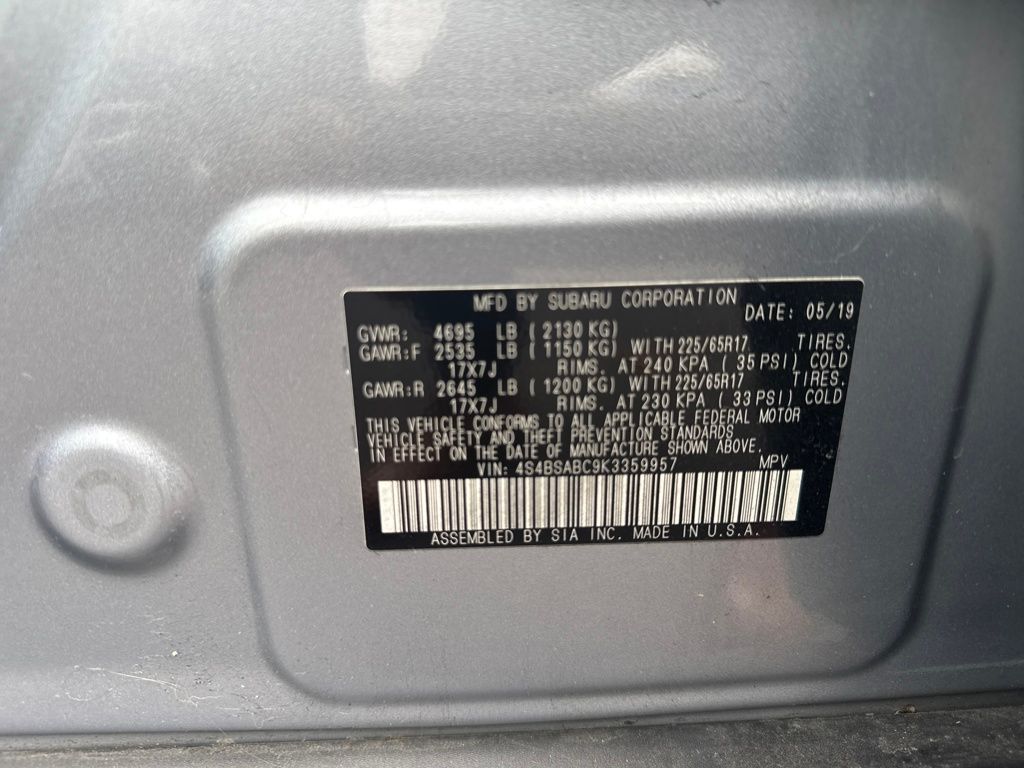 MFD BY SUBARU CORPORATION DATE: 05/19
GVWR: 4695 LB ( 2130 KG)
GAWR:F 2535 LB ( 1150 KG) WITH 225/65R17 TIRES.
17X7J RIMS. AT 240 KPA ( 35 PSI) COLD
GAWR:R 2645 LB ( 1200 KG) WITH 225/65R17 TIRES.
17X7J RIMS. AT 230 KPA ( 33 PSI) COLD
THIS VEHICLE CONFORMS TO ALL APPLICABLE FEDERAL MOTOR
VEHICLE SAFETY AND THEFT PREVENTION STANDARDS
IN EFFECT ON THE DATE OF MANUFACTURE SHOWN ABOVE.
VIN: 4S4BSABC9K3359957 MPV
ASSEMBLED BY SIA INC. MADE IN U.S.A.